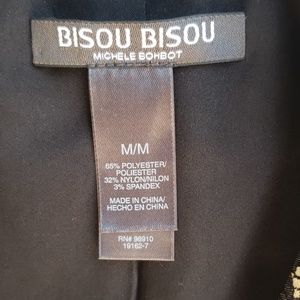 BISOU BISOU
MICHELE BOHBOT
M/M
65% POLYESTER/
POLIESTER
32% NYLON/NILON
3% SPANDEX
MADE IN CHINA/
HECHO EN CHINA
RN# 96910
19162-7